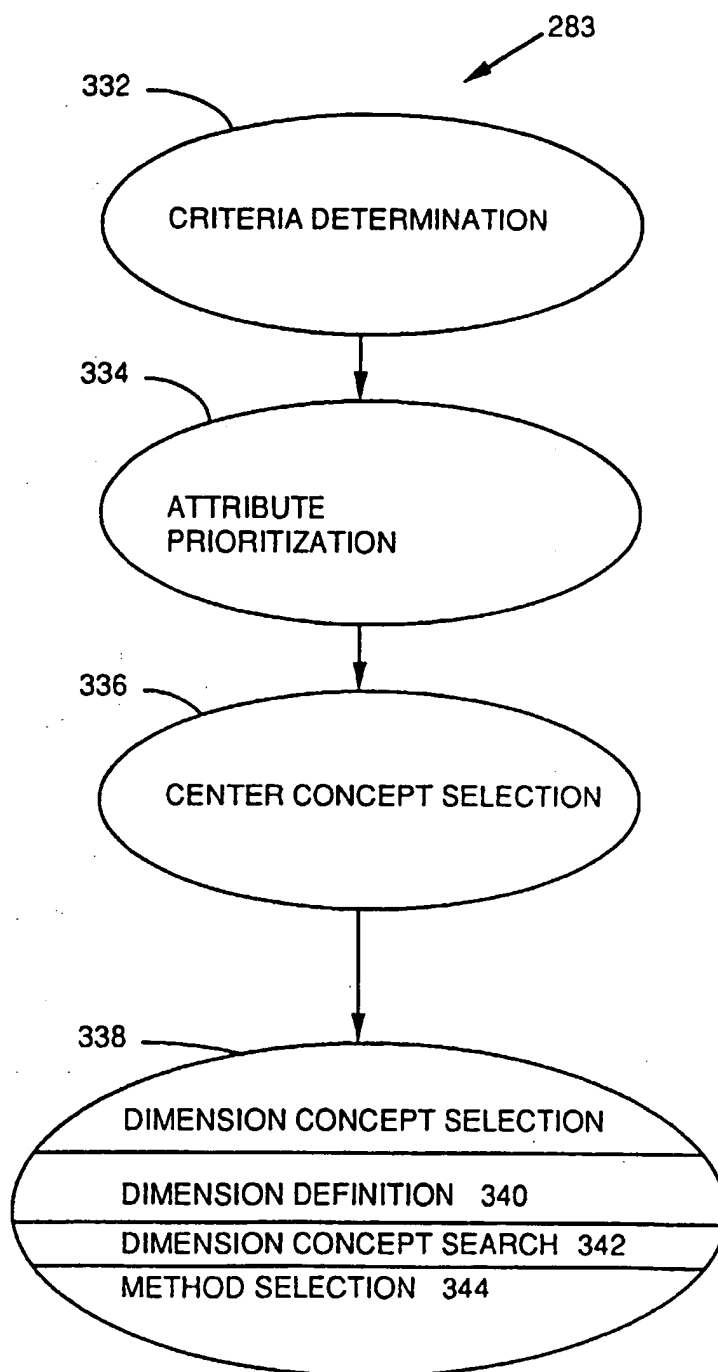 283
332
CRITERIA DETERMINATION
334
ATTRIBUTE
PRIORITIZATION
336
CENTER CONCEPT SELECTION
338
DIMENSION CONCEPT SELECTION
DIMENSION DEFINITION 340
DIMENSION CONCEPT SEARCH 342
METHOD SELECTION 344